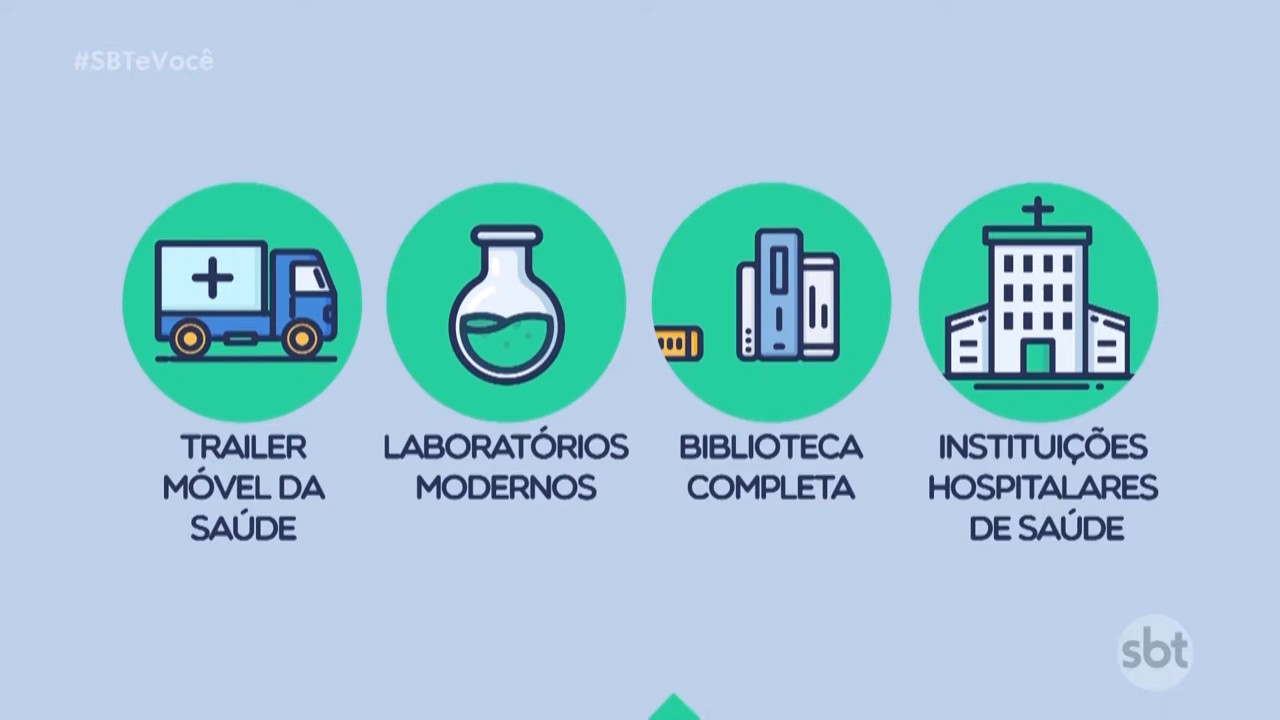 #SBTeVocê
TRAILER
MÓVEL DA
SAÚDE
LABORATÓRIOS
MODERNOS
BIBLIOTECA
COMPLETA
INSTITUIÇÕES
HOSPITALARES
DE SAÚDE
sbt